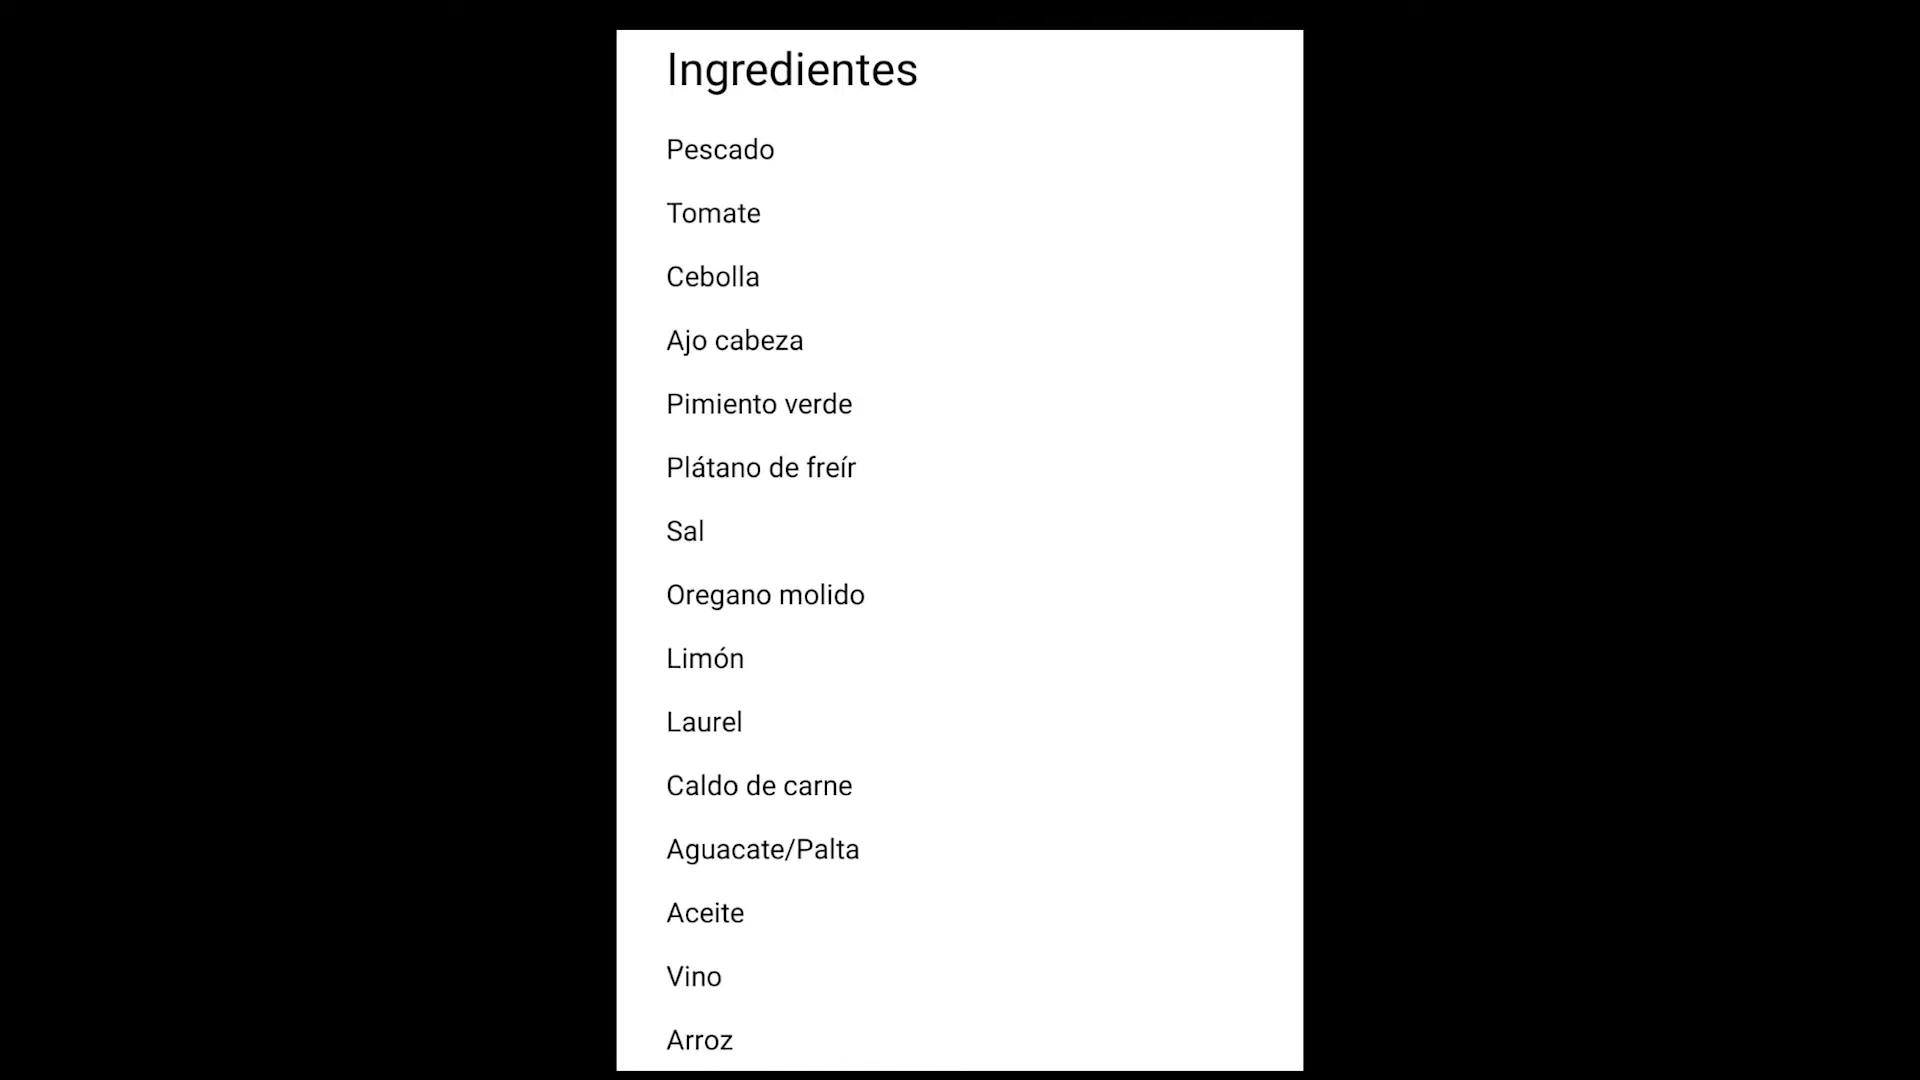 Ingredientes
Pescado
Tomate
Cebolla
Ajo cabeza
Pimiento verde
Plátano de freír
Sal
Oregano molido
Limón
Laurel
Caldo de carne
Aguacate/Palta
Aceite
Vino
Arroz